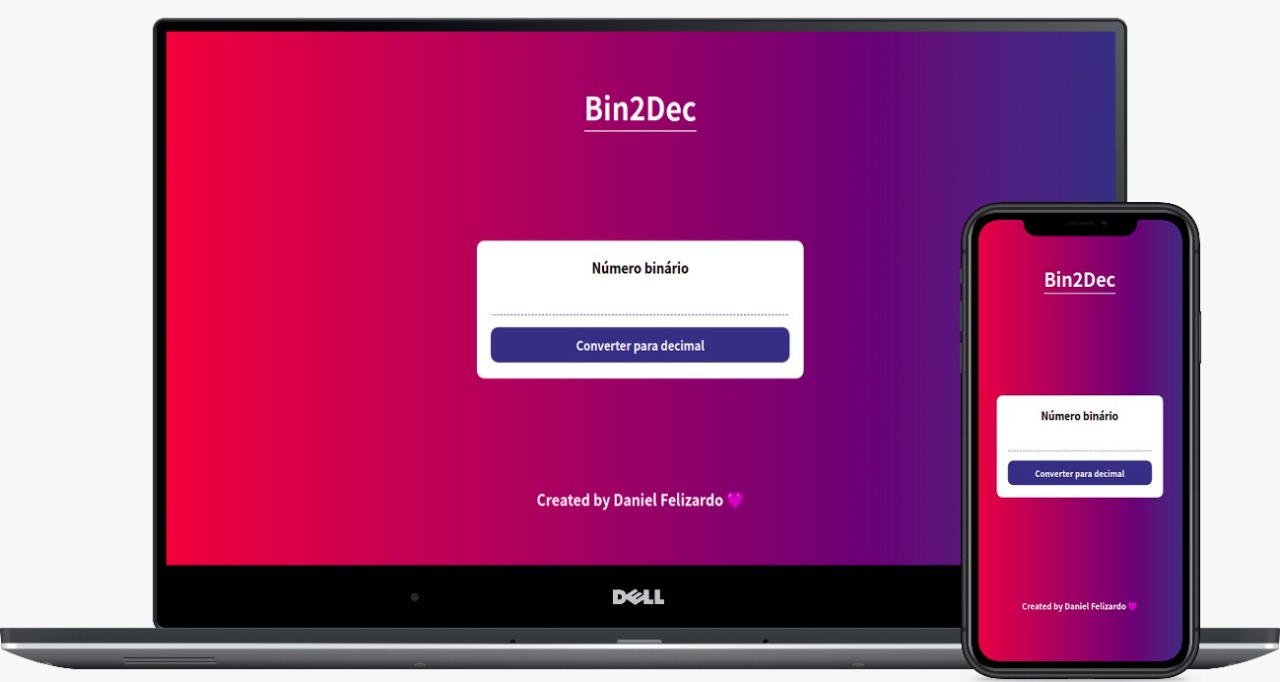 Bin2Dec
Número binário
Converter para decimal
Created by Daniel Felizardo 💜
DELL
Bin2Dec
Número binário
Converter para decimal
Created by Daniel Felizardo 💜